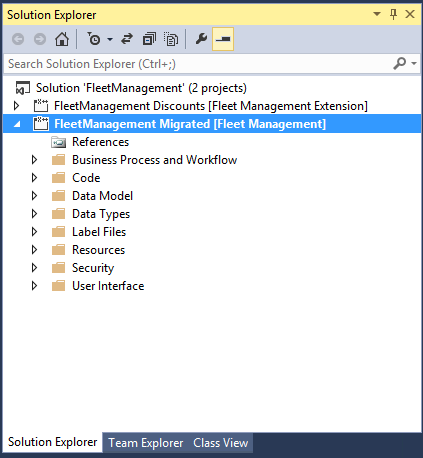 Solution Explorer
Search Solution Explorer (Ctrl+;)
Solution 'FleetManagement' (2 projects)
FleetManagement Discounts [Fleet Management Extension]
FleetManagement Migrated [Fleet Management]
References
Business Process and Workflow
Code
Data Model
Data Types
Label Files
Resources
Security
User Interface
Solution Explorer Team Explorer Class View